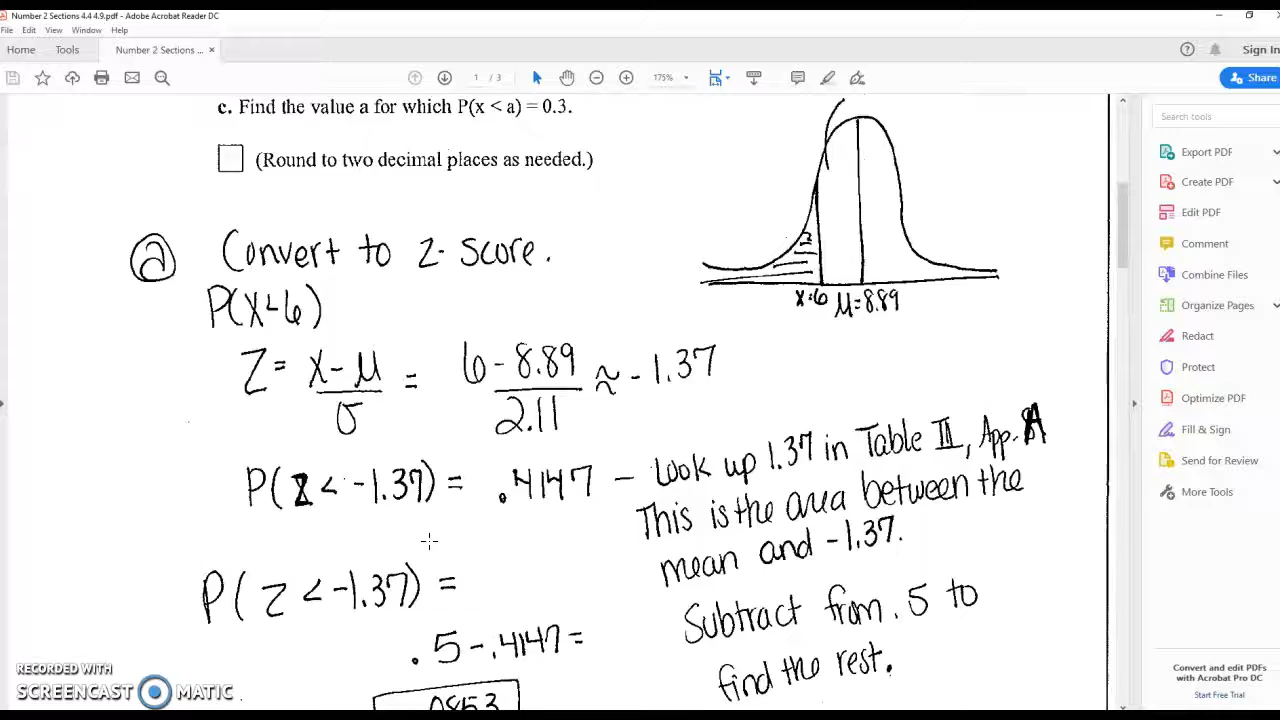 Number 2 Sections 4.4 4.9.pdf - Adobe Acrobat Reader DC
File Edit View Window Help
Home Tools Number 2 Sections ... × Sign In
1 / 3 175% Share
c. Find the value a for which P(x < a) = 0.3.
(Round to two decimal places as needed.)
x=6 μ=8.89
a Convert to z-score.
P(x<6)
Z = x-μ / σ = 6-8.89 / 2.11 ≈ -1.37
P(Z < -1.37) = .4147 - Look up 1.37 in Table II, App. A
This is the area between the
mean and -1.37.
P(z < -1.37) =
.5 - .4147 =
Subtract from .5 to
find the rest.
.0853
Search tools
Export PDF
Create PDF
Edit PDF
Comment
Combine Files
Organize Pages
Redact
Protect
Optimize PDF
Fill & Sign
Send for Review
More Tools
Convert and edit PDFs
with Acrobat Pro DC
Start Free Trial
RECORDED WITH
SCREENCAST MATIC